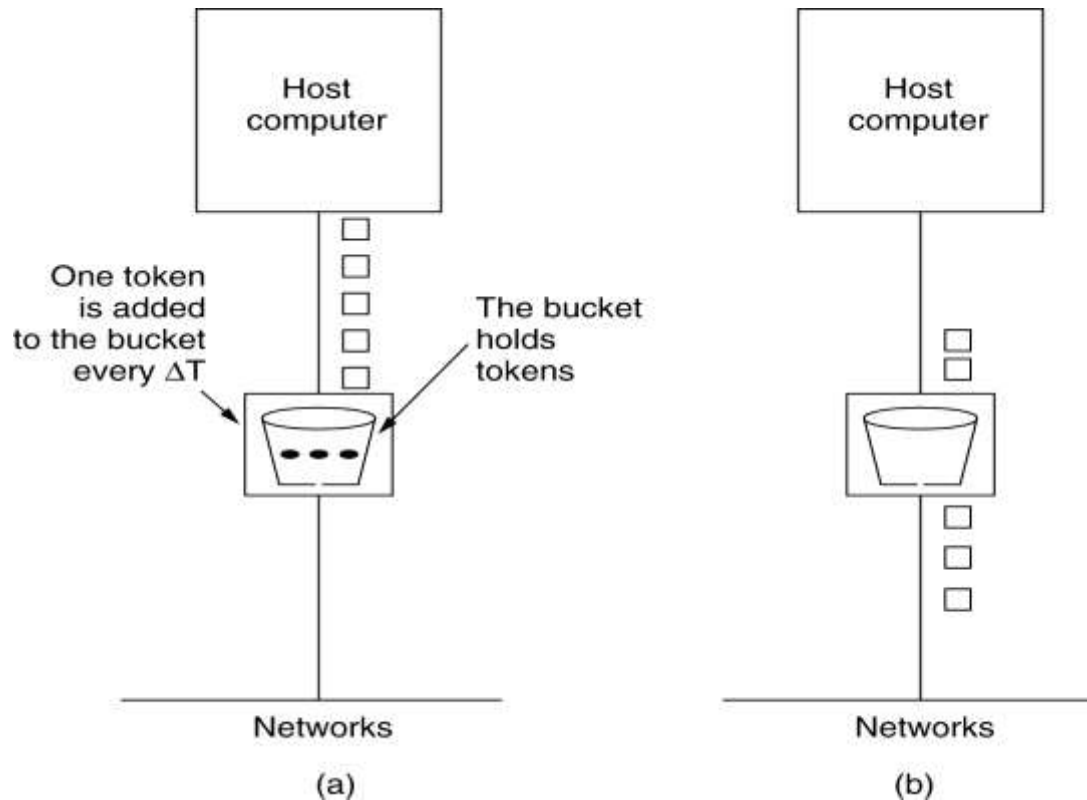 Host
computer
One token
is added
to the bucket
every ΔT
The bucket
holds
tokens
Networks
(a)
Host
computer
Networks
(b)